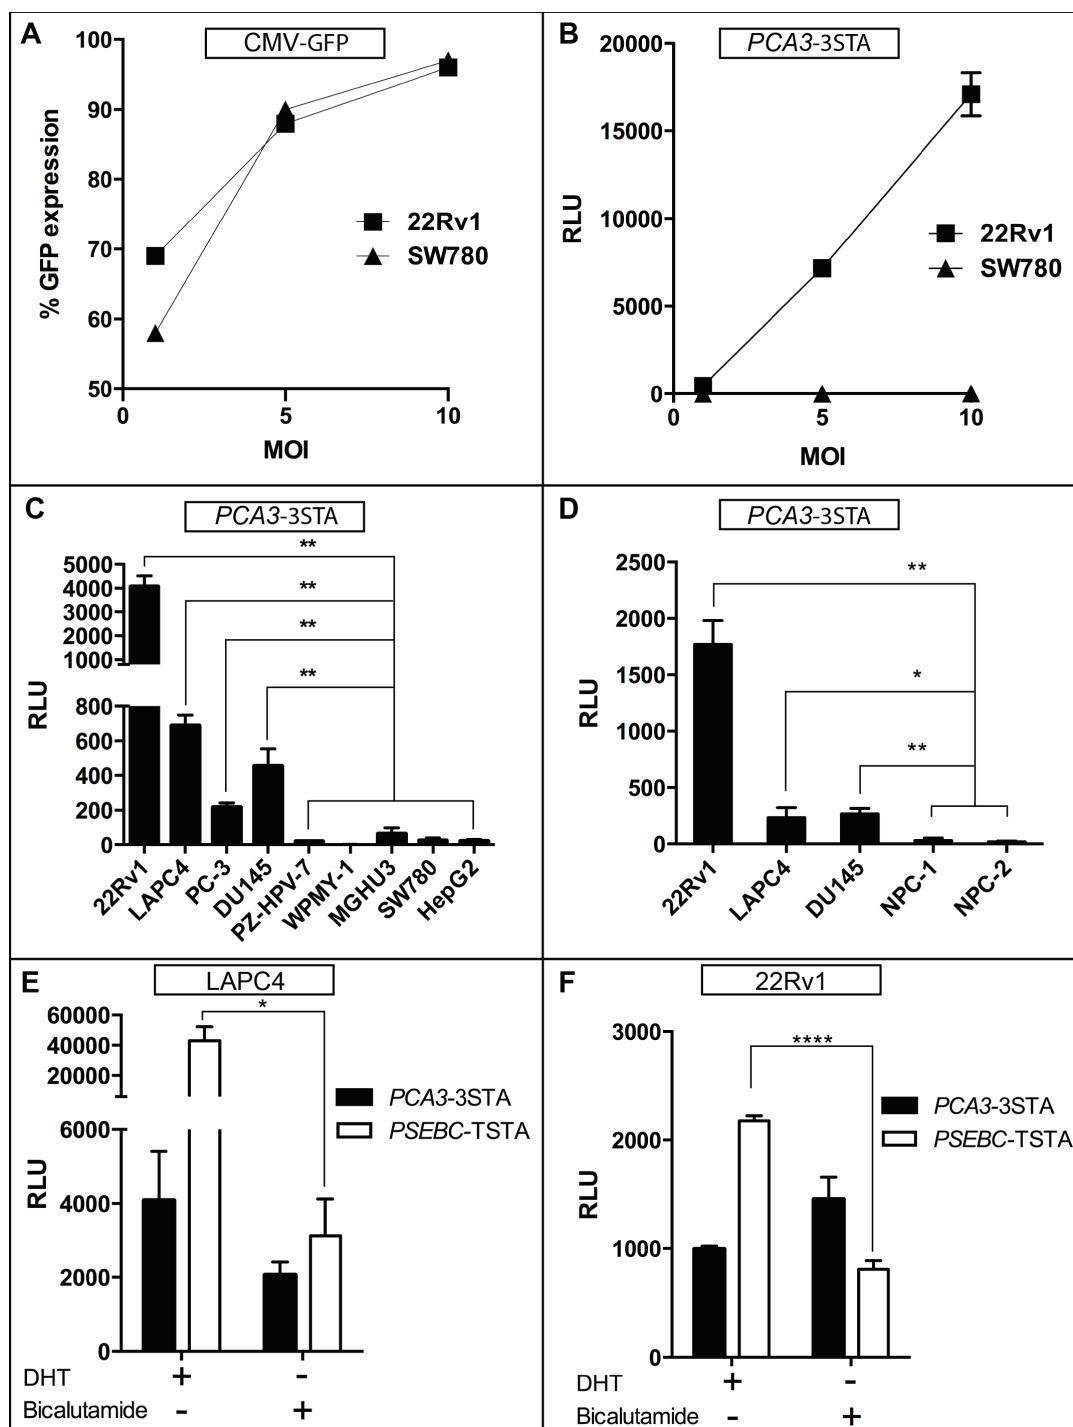 A
CMV-GFP
100
90
80
70
60
50
% GFP expression
22Rv1
SW780
0
5
10
MOI
B
PCA3-3STA
20000
15000
10000
5000
0
RLU
22Rv1
SW780
0
5
10
MOI
C
PCA3-3STA
**
**
**
**
5000
4000
3000
2000
1000
800
600
400
200
0
RLU
22Rv1
LAPC4
PC-3
DU145
PZ-HPV-7
WPMY-1
MGHU3
SW780
HepG2
D
PCA3-3STA
**
*
**
2500
2000
1500
1000
500
0
RLU
22Rv1
LAPC4
DU145
NPC-1
NPC-2
E
LAPC4
*
60000
40000
20000
6000
4000
2000
0
RLU
PCA3-3STA
PSEBC-TSTA
DHT + -
Bicalutamide - +
F
22Rv1
****
3000
2000
1000
0
RLU
PCA3-3STA
PSEBC-TSTA
DHT + -
Bicalutamide - +